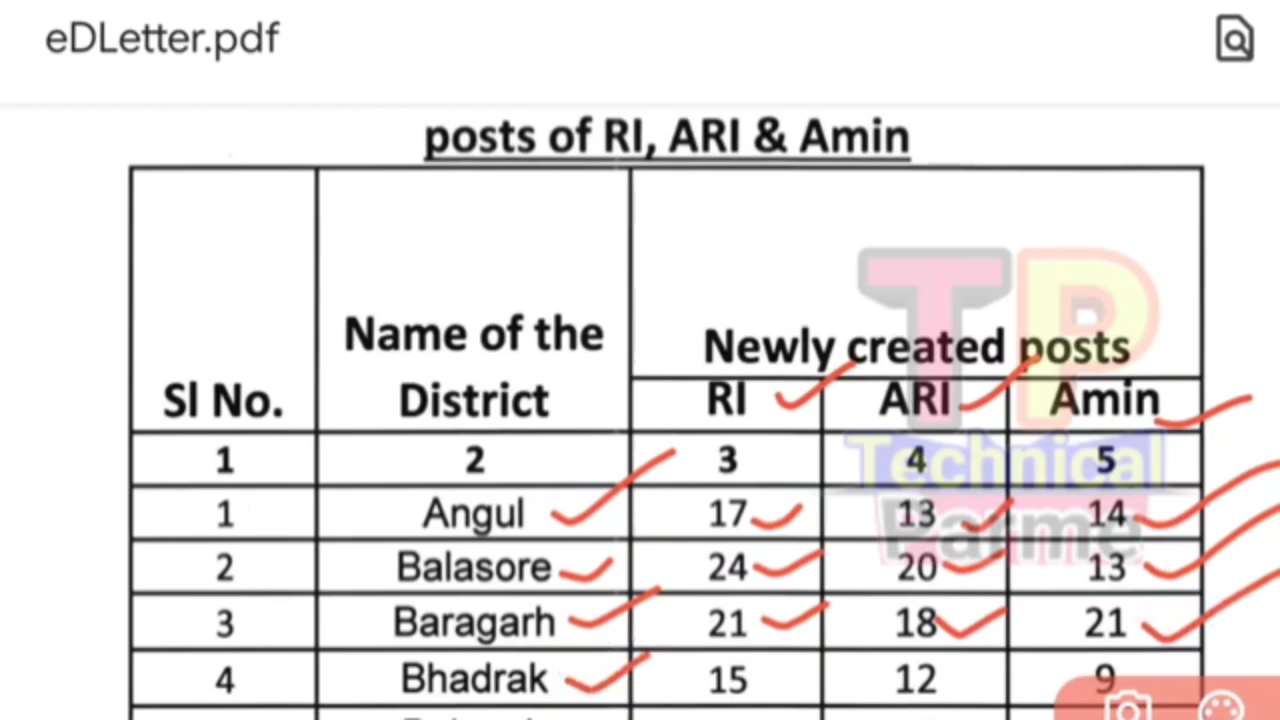 eDLetter.pdf
posts of RI, ARI & Amin
Sl No. Name of the District Newly created posts
RI ARI Amin
1 2 3 4 5
1 Angul 17 13 14
2 Balasore 24 20 13
3 Baragarh 21 18 21
4 Bhadrak 15 12 9
TP
Technical
Parme